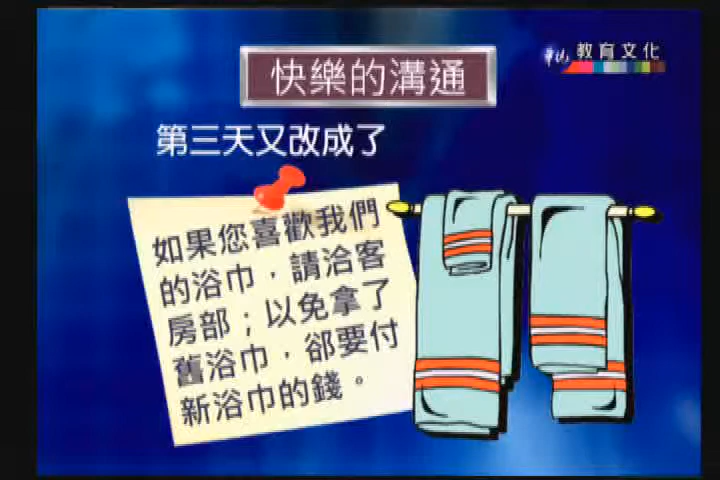 快樂的溝通
華視 教育文化
第三天又改成了
如果您喜歡我們
的浴巾，請洽客
房部；以免拿了
舊浴巾，卻要付
新浴巾的錢。